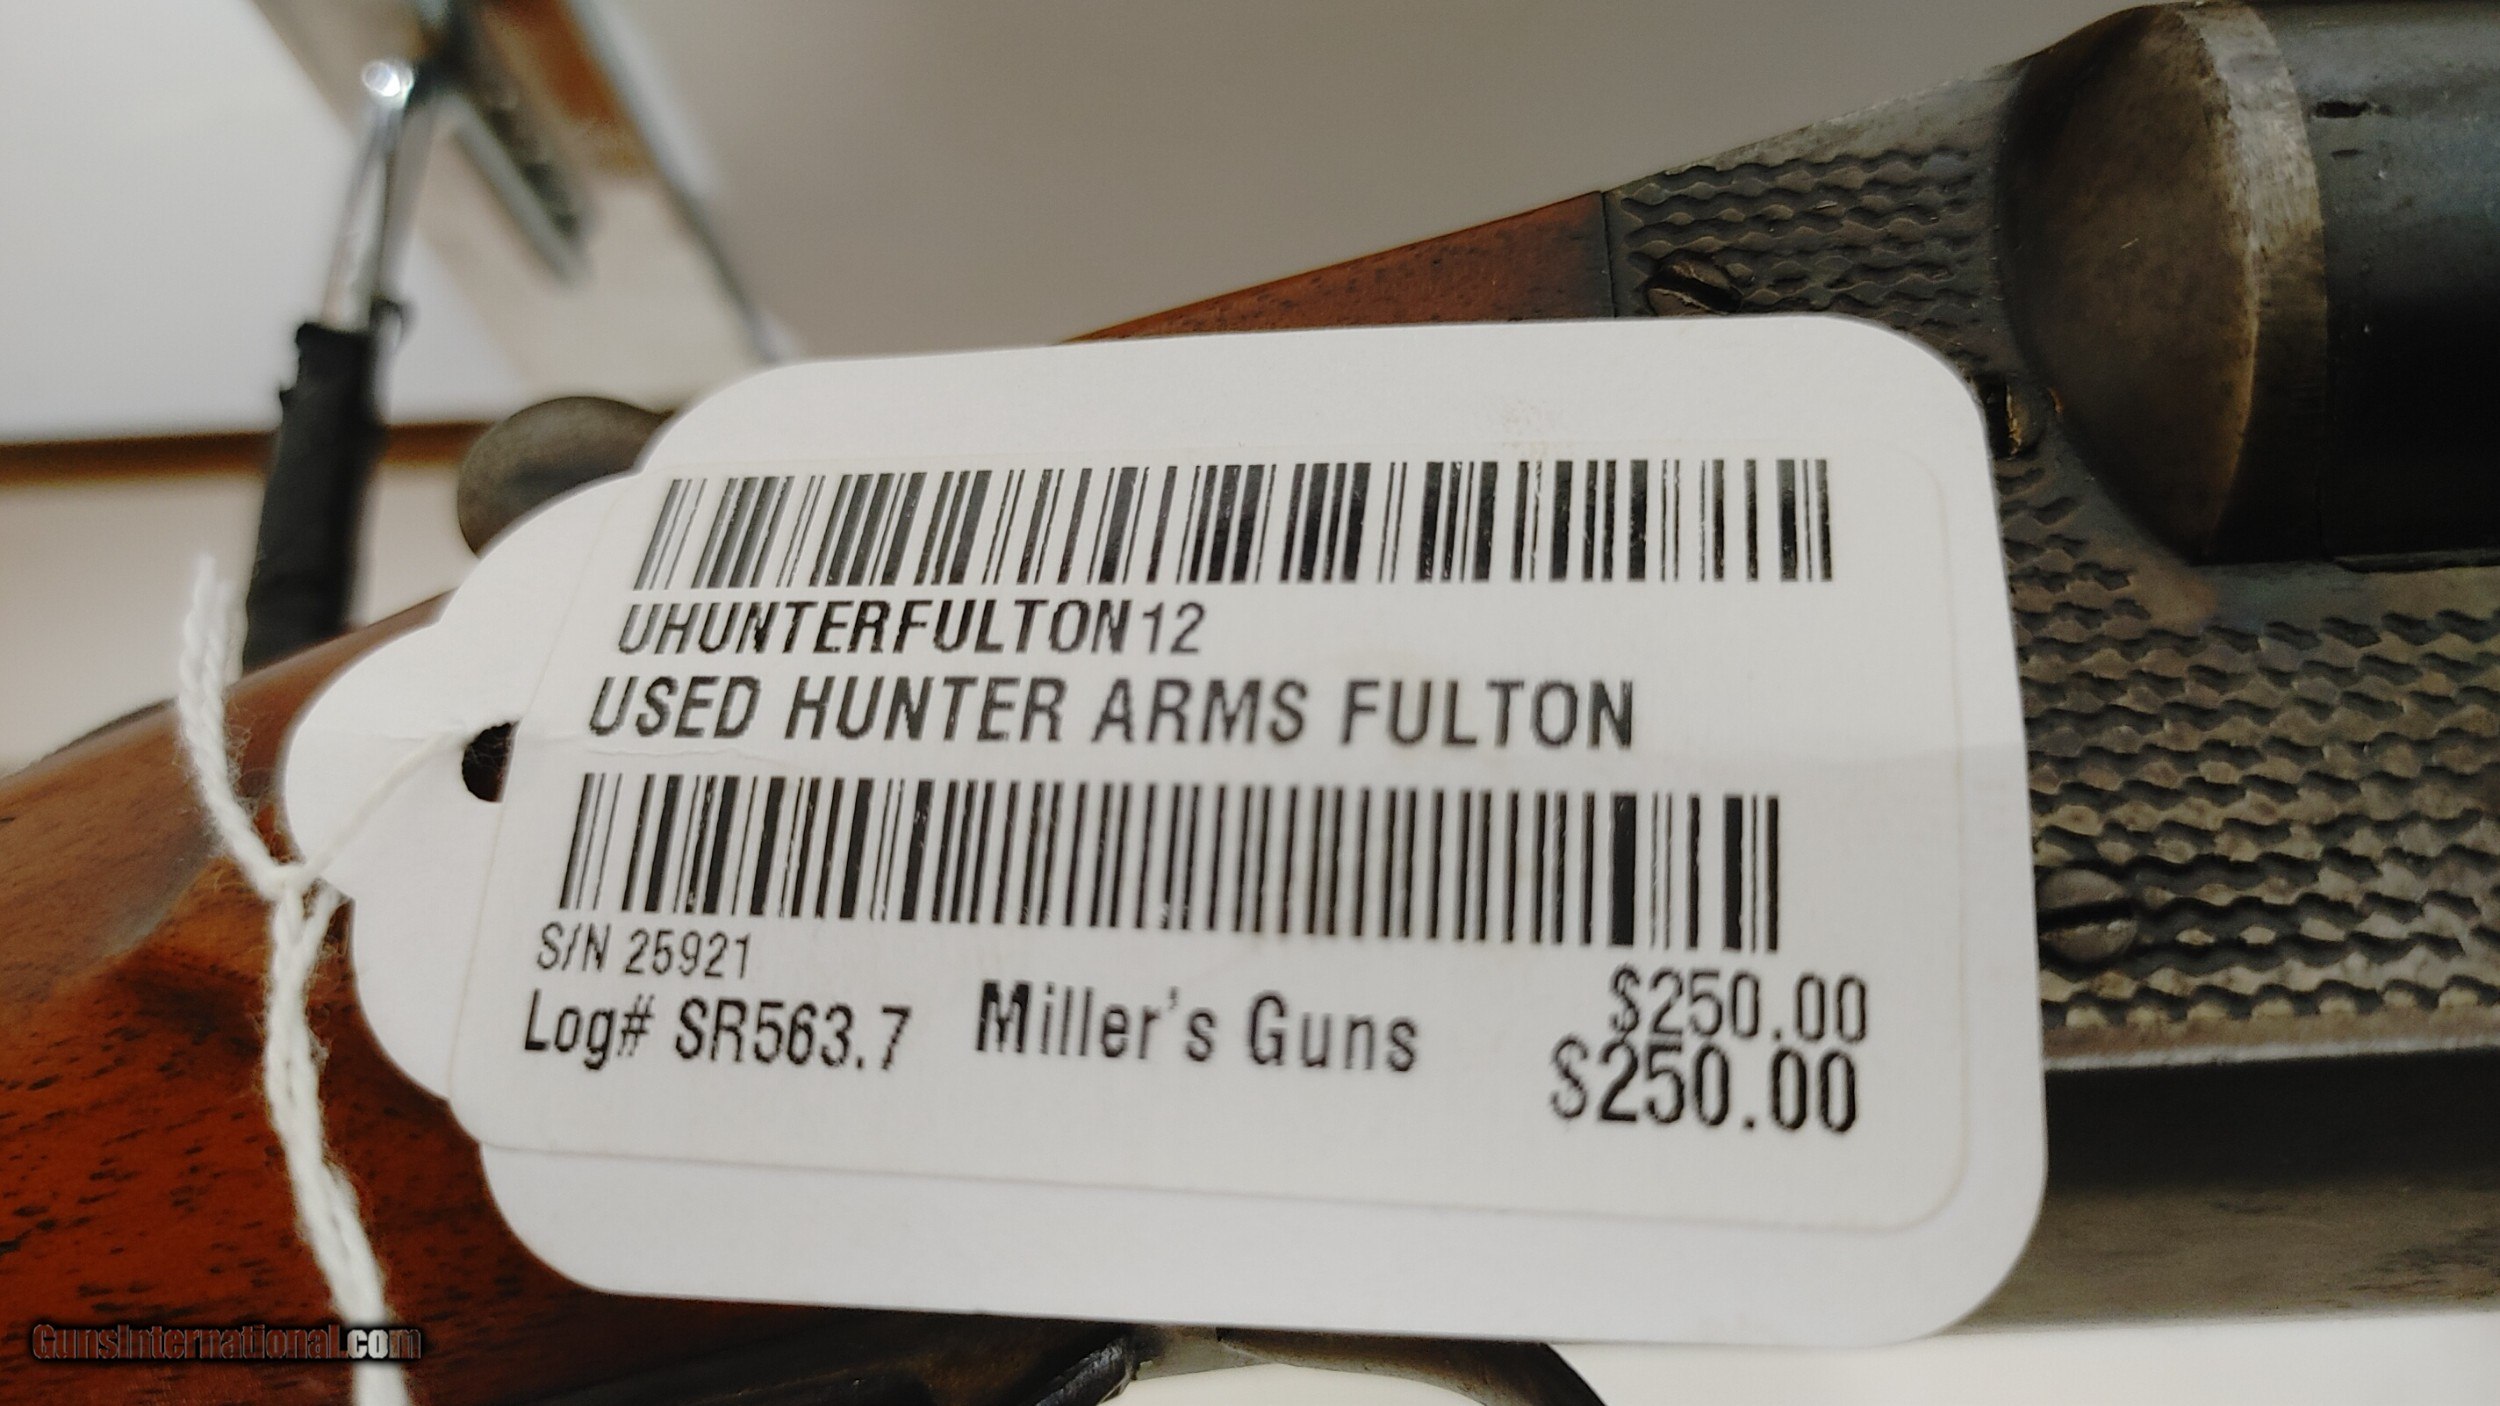 UHUNTERFULTON12
USED HUNTER ARMS FULTON
S/N 25921
Log# SR563.7 Miller's Guns $250.00
$250.00
GunsInternational.com